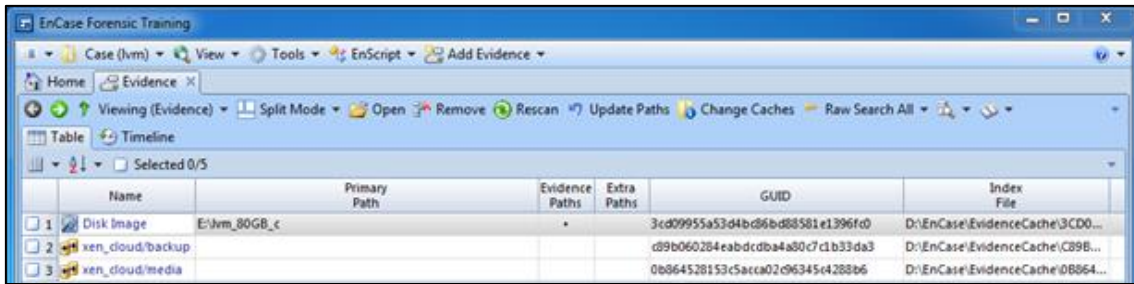 EnCase Forensic Training
Case (lvm) View Tools EnScript Add Evidence
Home Evidence
Viewing (Evidence) Split Mode Open Remove Rescan Update Paths Change Caches Raw Search All
Table Timeline
Selected 0/5
Name Primary Path Evidence Paths Extra Paths GUID Index File
1 Disk Image E:\lvm_80GB_c • 3cd09955a53d4bc86bd88581e1396fc0 D:\EnCase\EvidenceCache\3CD0...
2 xen_cloud/backup c89b060284eabdcdba4a80c7c1b33da3 D:\EnCase\EvidenceCache\C89B...
3 xen_cloud/media 0b864528153c5acca02c96345c4288b6 D:\EnCase\EvidenceCache\0B864...